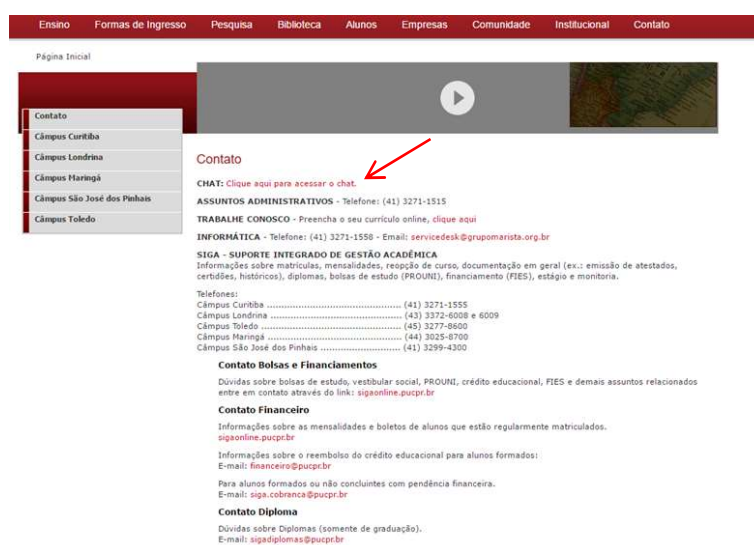 Ensino Formas de Ingresso Pesquisa Biblioteca Alunos Empresas Comunidade Institucional Contato
Página Inicial
Contato
Câmpus Curitiba
Câmpus Londrina
Câmpus Maringá
Câmpus São José dos Pinhais
Câmpus Toledo
Contato
CHAT: Clique aqui para acessar o chat.
ASSUNTOS ADMINISTRATIVOS - Telefone: (41) 3271-1515
TRABALHE CONOSCO - Preencha o seu currículo online, clique aqui
INFORMÁTICA - Telefone: (41) 3271-1558 - Email: servicedesk@grupomarista.org.br
SIGA - SUPORTE INTEGRADO DE GESTÃO ACADÊMICA
Informações sobre matrículas, mensalidades, reopção de curso, documentação em geral (ex.: emissão de atestados,
certidões, históricos), diplomas, bolsas de estudo (PROUNI), financiamento (FIES), estágio e monitoria.
Telefones:
Câmpus Curitiba ................................................ (41) 3271-1555
Câmpus Londrina ............................................... (43) 3372-6008 e 6009
Câmpus Toledo .................................................. (45) 3277-8600
Câmpus Maringá ................................................ (44) 3025-8700
Câmpus São José dos Pinhais ............................. (41) 3299-4300
Contato Bolsas e Financiamentos
Dúvidas sobre bolsas de estudo, vestibular social, PROUNI, crédito educacional, FIES e demais assuntos relacionados
entre em contato através do link: sigaonline.pucpr.br
Contato Financeiro
Informações sobre as mensalidades e boletos de alunos que estão regularmente matriculados.
sigaonline.pucpr.br
Informações sobre o reembolso do crédito educacional para alunos formados:
E-mail: financeiro@pucpr.br
Para alunos formados ou não concluintes com pendência financeira.
E-mail: siga.cobranca@pucpr.br
Contato Diploma
Dúvidas sobre Diplomas (somente de graduação).
E-mail: sigadiplomas@pucpr.br